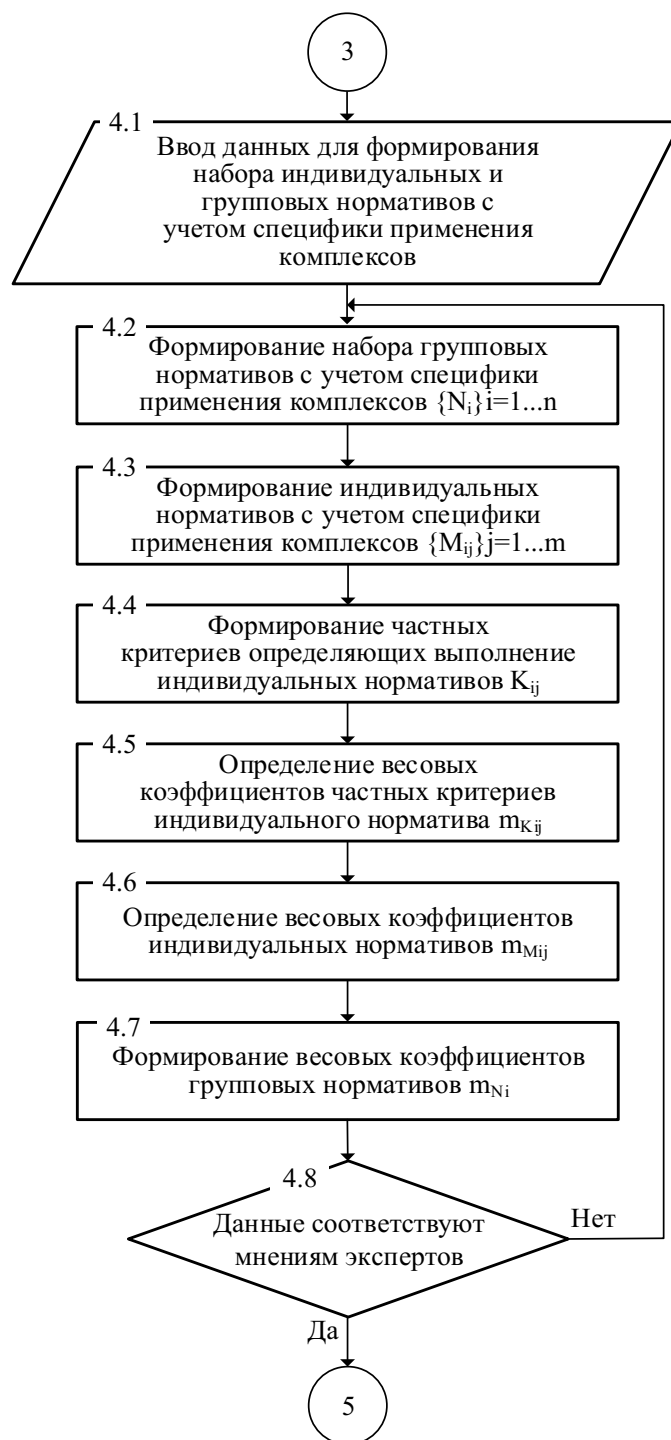 3
4.1
Ввод данных для формирования
набора индивидуальных и
групповых нормативов с
учетом специфики применения
комплексов
4.2
Формирование набора групповых
нормативов с учетом специфики
применения комплексов {Ni}i=1...n
4.3
Формирование индивидуальных
нормативов с учетом специфики
применения комплексов {Mij}j=1...m
4.4
Формирование частных
критериев определяющих выполнение
индивидуальных нормативов Kij
4.5
Определение весовых
коэффициентов частных критериев
индивидуального норматива mKij
4.6
Определение весовых коэффициентов
индивидуальных нормативов mMij
4.7
Формирование весовых коэффициентов
групповых нормативов mNi
4.8
Данные соответствуют
мнениям экспертов
Нет
Да
5